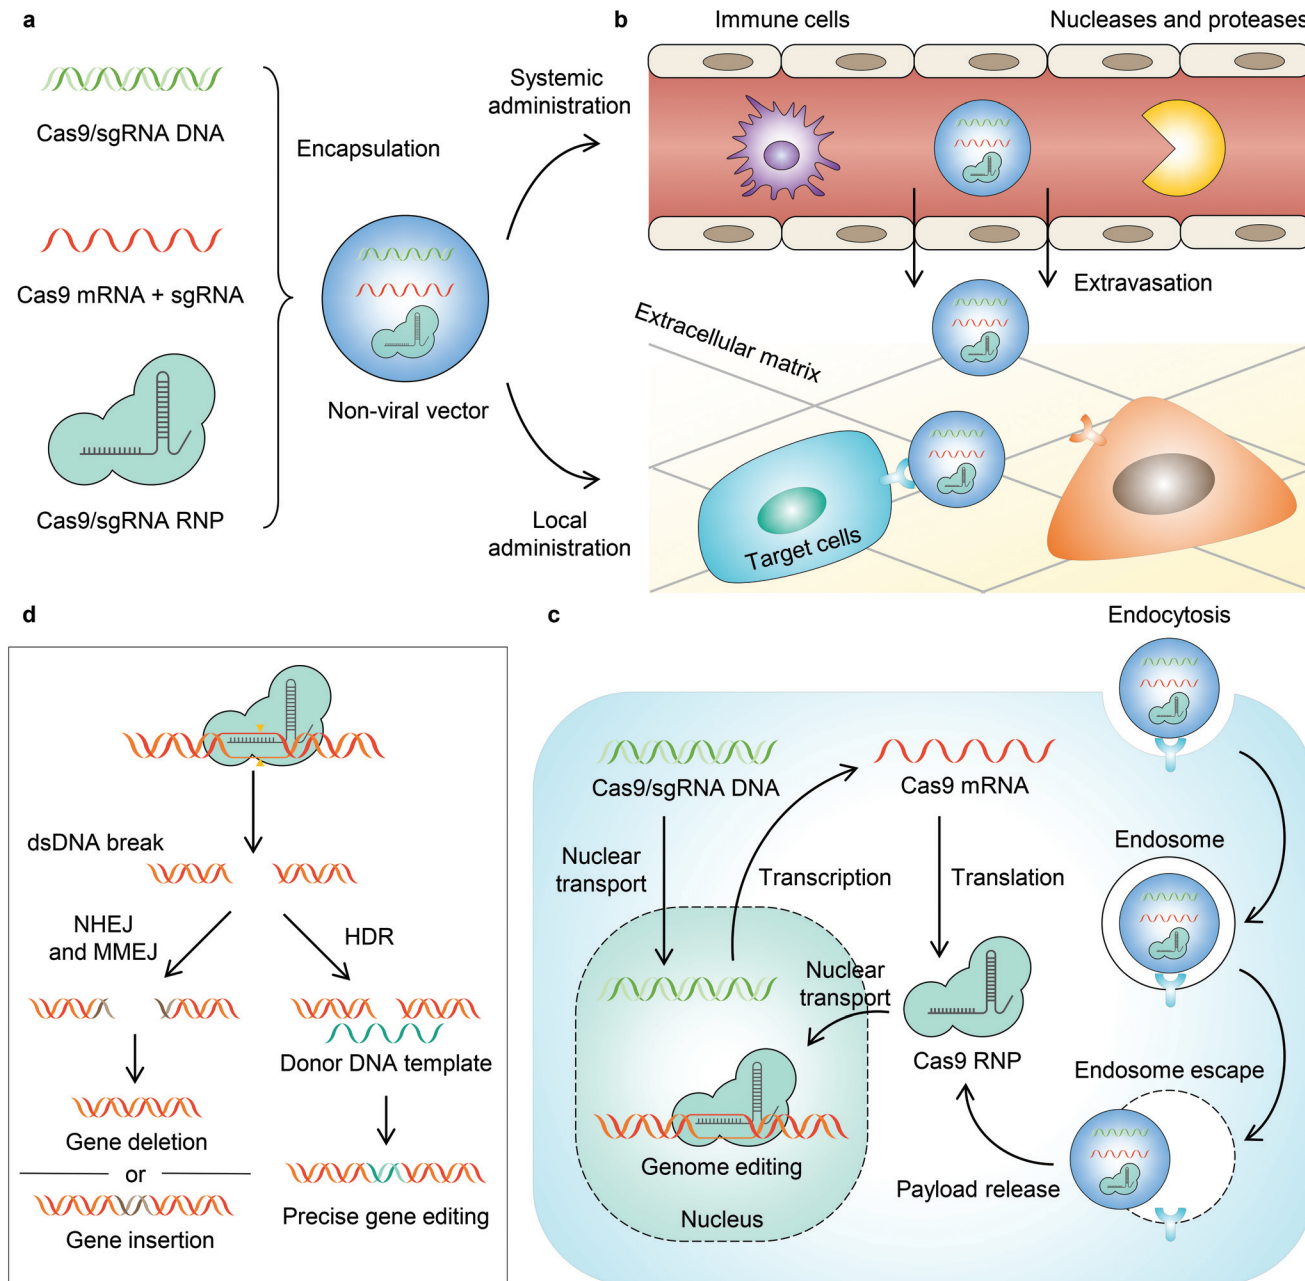 a
Cas9/sgRNA DNA
Cas9 mRNA + sgRNA
Cas9/sgRNA RNP
Encapsulation
Non-viral vector
Systemic
administration
Local
administration
b
Immune cells
Nucleases and proteases
Extravasation
Extracellular matrix
Target cells
d
dsDNA break
NHEJ
and MMEJ
HDR
Donor DNA template
Gene deletion
or
Gene insertion
Precise gene editing
c
Endocytosis
Cas9/sgRNA DNA
Cas9 mRNA
Nuclear
transport
Transcription
Translation
Endosome
Nuclear
transport
Cas9 RNP
Endosome escape
Genome editing
Payload release
Nucleus